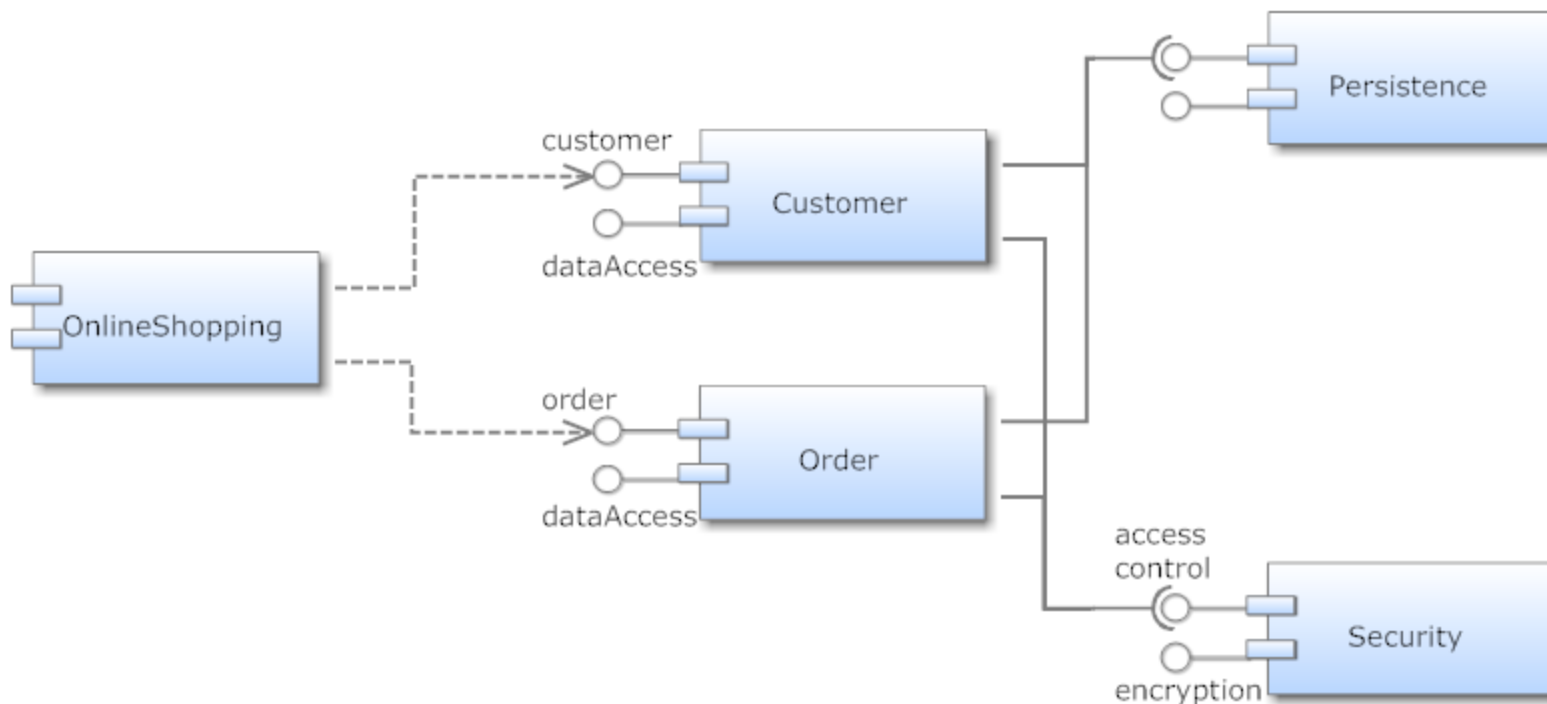 Persistence
customer
Customer
dataAccess
OnlineShopping
order
Order
dataAccess
access
control
Security
encryption